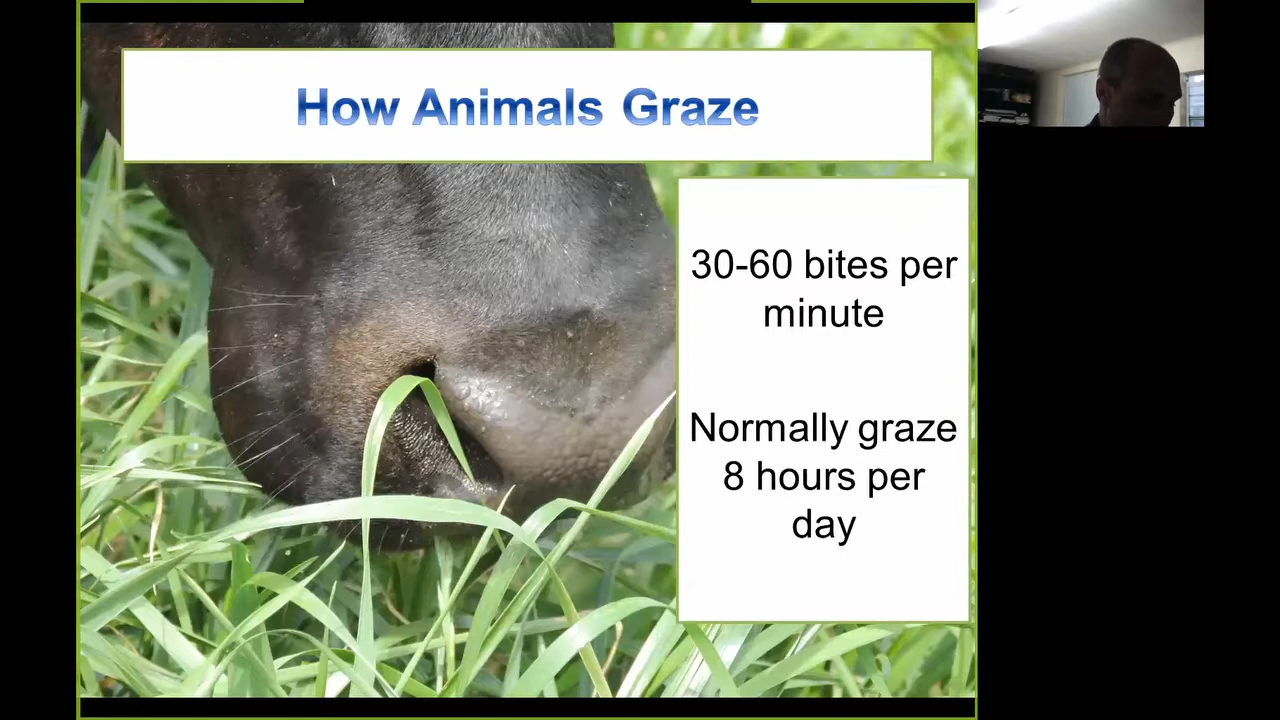 How Animals Graze
30-60 bites per
minute
Normally graze
8 hours per
day